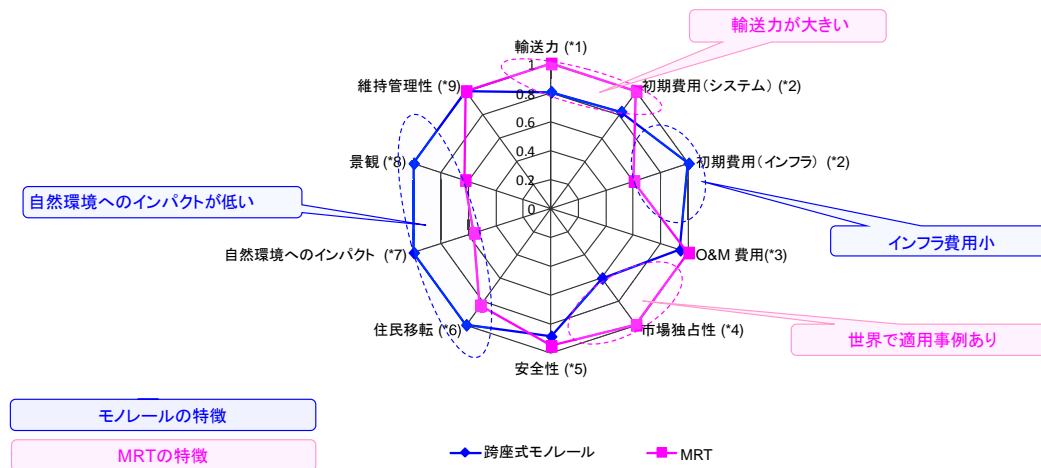 輸送力が大きい
輸送力 (*1)
維持管理性 (*9)
初期費用(システム) (*2)
景観 (*8)
初期費用(インフラ) (*2)
自然環境へのインパクトが低い
インフラ費用小
自然環境へのインパクト (*7)
O&M 費用(*3)
住民移転 (*6)
市場独占性 (*4)
世界で適用事例あり
安全性 (*5)
1
0.8
0.6
0.4
0.2
0
モノレールの特徴
MRTの特徴
跨座式モノレール
MRT